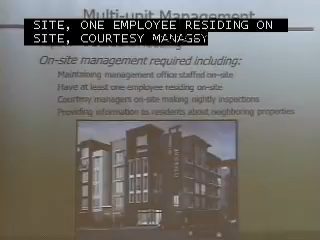 Multi-unit Management
SITE, ONE EMPLOYEE RESIDING ON
SITE, COURTESY MANAGSY
On-site management required including:
Maintaining management office staffed on-site
Have at least one employee residing on-site
Courtesy managers on-site making nightly inspections
Providing information to residents about neighboring properties